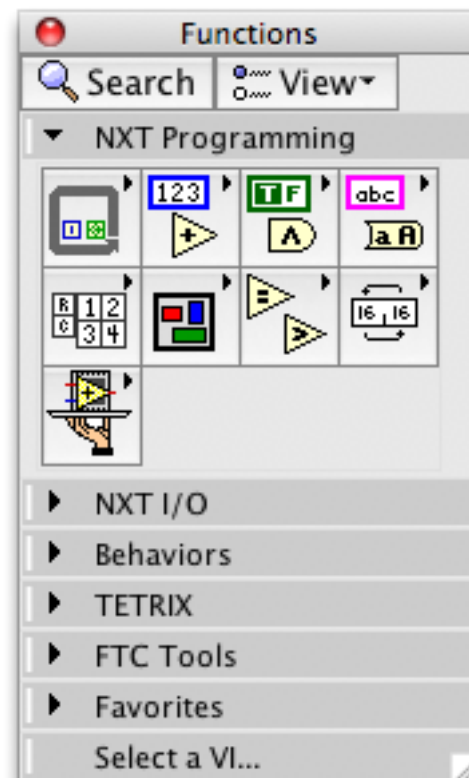 Functions
Search View
NXT Programming
123 T F abc
+ Λ a A
R 1 2 = 16 16
C 3 4 >
+
NXT I/O
Behaviors
TETRIX
FTC Tools
Favorites
Select a VI...